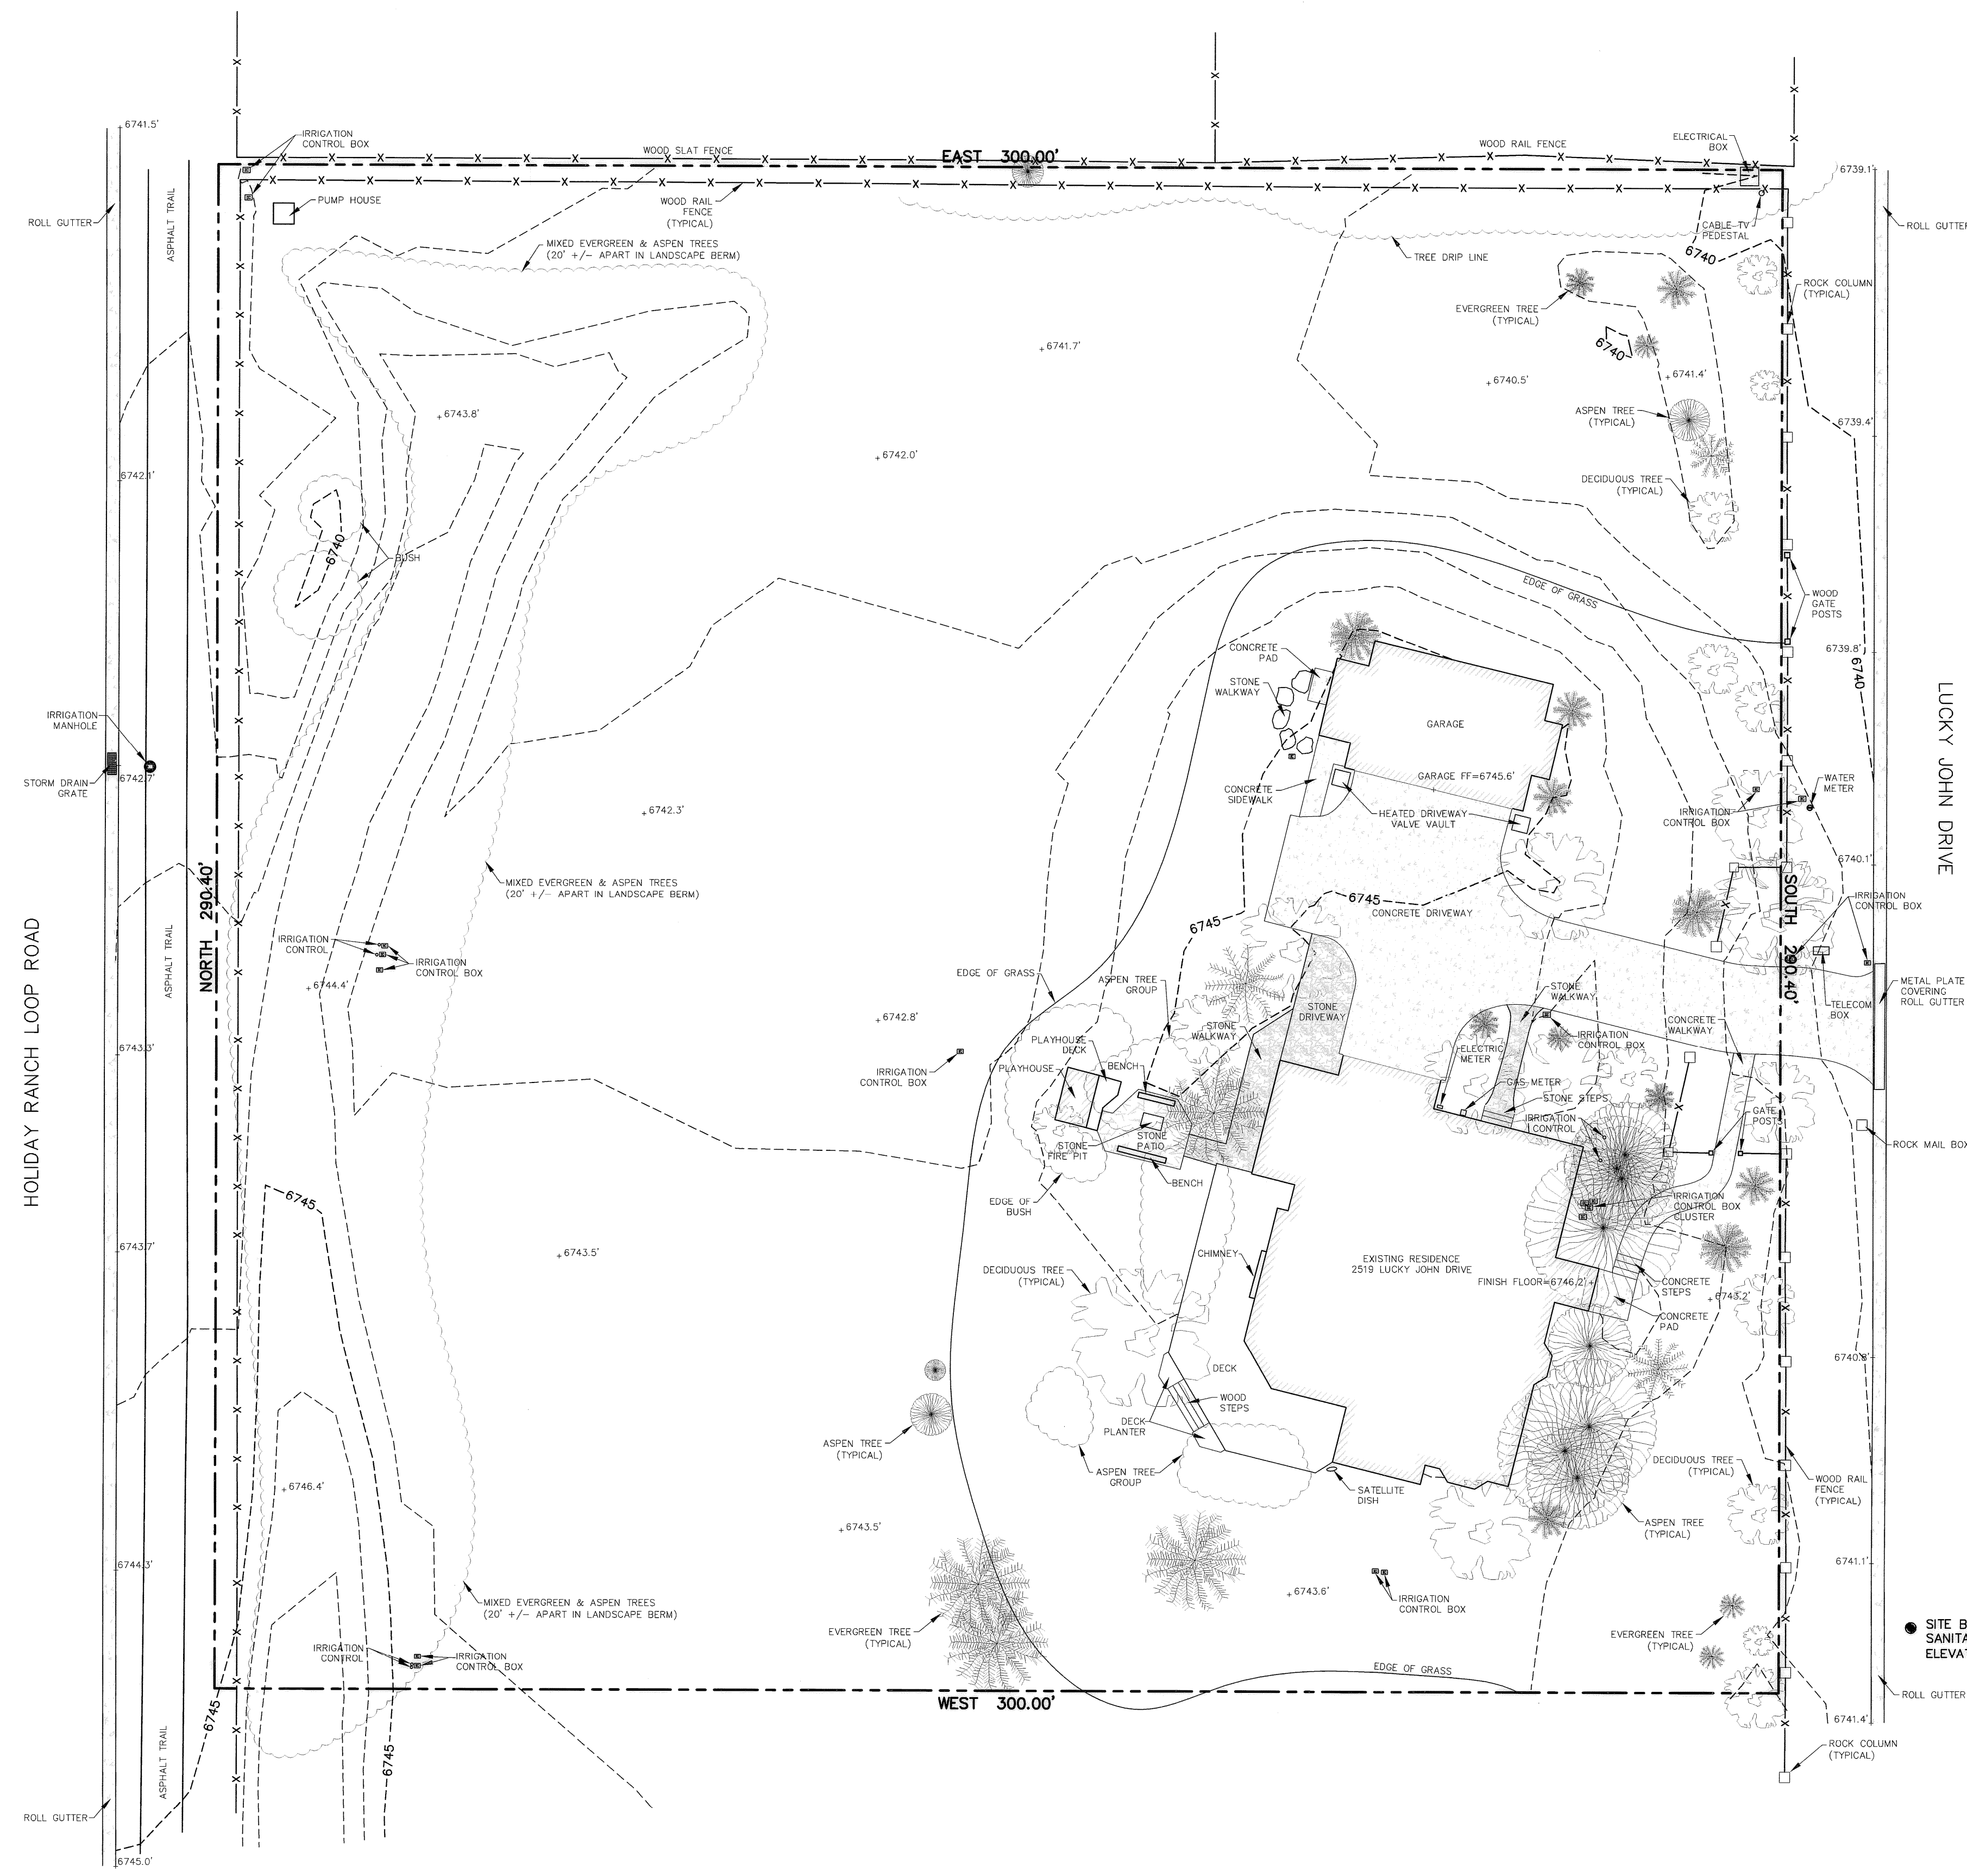 6741.5'
ROLL GUTTER
ASPHALT TRAIL
IRRIGATION
CONTROL BOX
PUMP HOUSE
WOOD SLAT FENCE
WOOD RAIL
FENCE
(TYPICAL)
EAST 300.00'
WOOD RAIL FENCE
ELECTRICAL
BOX
6739.1'
ROLL GUTTER
CABLE TV
PEDESTAL
6740
MIXED EVERGREEN & ASPEN TREES
(20' +/- APART IN LANDSCAPE BERM)
TREE DRIP LINE
ROCK COLUMN
(TYPICAL)
EVERGREEN TREE
(TYPICAL)
6740
6741.7'
6740.5'
6741.4'
6743.8'
ASPEN TREE
(TYPICAL)
6739.4'
6742.0'
6742.1'
DECIDUOUS TREE
(TYPICAL)
6740
BUSH
EDGE OF GRASS
WOOD
GATE
POSTS
CONCRETE
PAD
STONE
WALKWAY
6739.8'
6740
LUCKY JOHN DRIVE
IRRIGATION
MANHOLE
STORM DRAIN
GRATE
6742.7'
GARAGE
GARAGE FF=6745.6'
CONCRETE
SIDEWALK
HEATED DRIVEWAY
VALVE VAULT
6742.3'
WATER
METER
IRRIGATION
CONTROL BOX
6740.1'
NORTH 290.40'
MIXED EVERGREEN & ASPEN TREES
(20' +/- APART IN LANDSCAPE BERM)
6745
6745
CONCRETE DRIVEWAY
SOUTH 290.40'
IRRIGATION
CONTROL BOX
HOLIDAY RANCH LOOP ROAD
ASPHALT TRAIL
IRRIGATION
CONTROL
IRRIGATION
CONTROL BOX
6744.4'
EDGE OF GRASS
ASPEN TREE
GROUP
STONE
DRIVEWAY
STONE
WALKWAY
TELECOM
BOX
METAL PLATE
COVERING
ROLL GUTTER
6742.8'
STONE
WALKWAY
CONCRETE
WALKWAY
IRRIGATION
CONTROL BOX
6743.3'
PLAYHOUSE
DECK
PLAYHOUSE
BENCH
ELECTRIC
METER
GAS METER
STONE STEPS
IRRIGATION
CONTROL
IRRIGATION
CONTROL BOX
GATE
POSTS
ROCK MAIL BOX
STONE
FIRE PIT
STONE
PATIO
BENCH
EDGE OF
BUSH
IRRIGATION
CONTROL BOX
CLUSTER
6745
6743.7'
6743.5'
CHIMNEY
EXISTING RESIDENCE
2519 LUCKY JOHN DRIVE
FINISH FLOOR=6746.2'
DECIDUOUS TREE
(TYPICAL)
CONCRETE
STEPS
6743.2'
CONCRETE
PAD
6740.8'
DECK
WOOD
STEPS
DECK
PLANTER
ASPEN TREE
(TYPICAL)
ASPEN TREE
GROUP
SATELLITE
DISH
DECIDUOUS TREE
(TYPICAL)
WOOD RAIL
FENCE
(TYPICAL)
6746.4'
6743.5'
ASPEN TREE
(TYPICAL)
6744.3'
6741.1'
6743.6'
IRRIGATION
CONTROL BOX
MIXED EVERGREEN & ASPEN TREES
(20' +/- APART IN LANDSCAPE BERM)
EVERGREEN TREE
(TYPICAL)
EVERGREEN TREE
(TYPICAL)
SITE B
SANITA
ELEVA
IRRIGATION
CONTROL
IRRIGATION
CONTROL BOX
EDGE OF GRASS
WEST 300.00'
6745
6745
ROLL GUTTER
6741.4'
ROCK COLUMN
(TYPICAL)
ASPHALT TRAIL
ROLL GUTTER
6745.0'